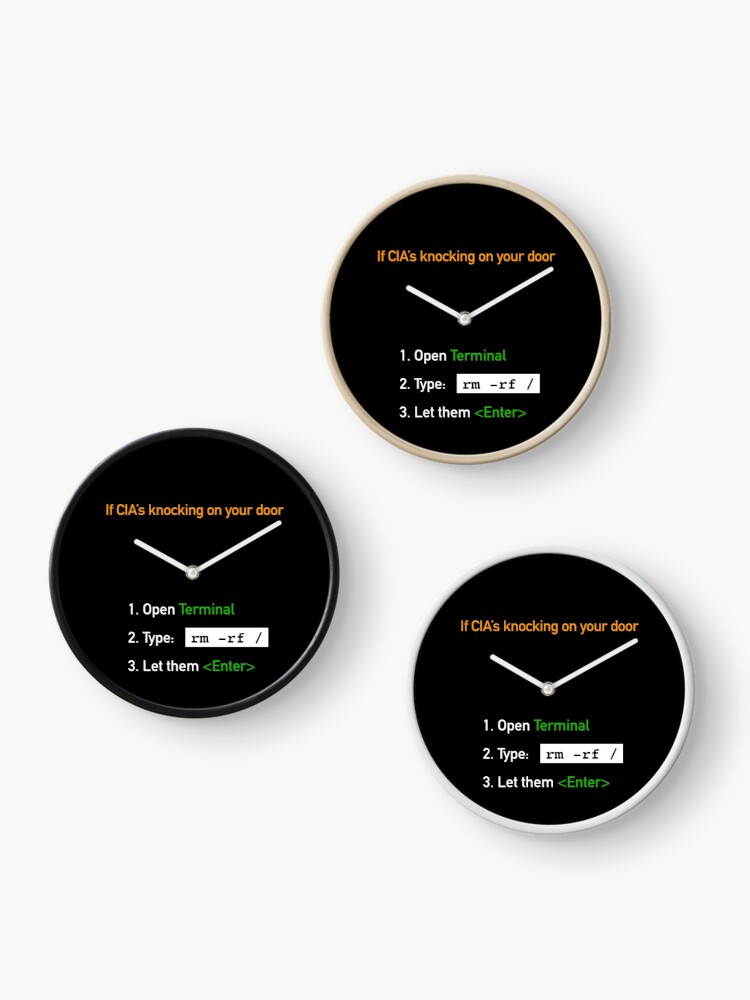 If CIA's knocking on your door
1. Open Terminal
2. Type: rm -rf /
3. Let them <Enter>
If CIA's knocking on your door
1. Open Terminal
2. Type: rm -rf /
3. Let them <Enter>
If CIA's knocking on your door
1. Open Terminal
2. Type: rm -rf /
3. Let them <Enter>